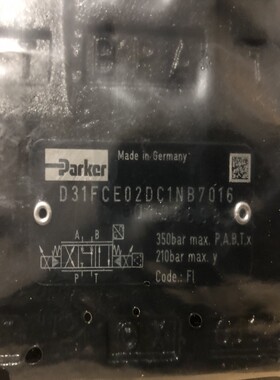 Parker
Made in Germany
D31FCE02DC1NB7016
A B
P T
350bar max. P,A,B,T,x
210bar max. y
Code.: FI